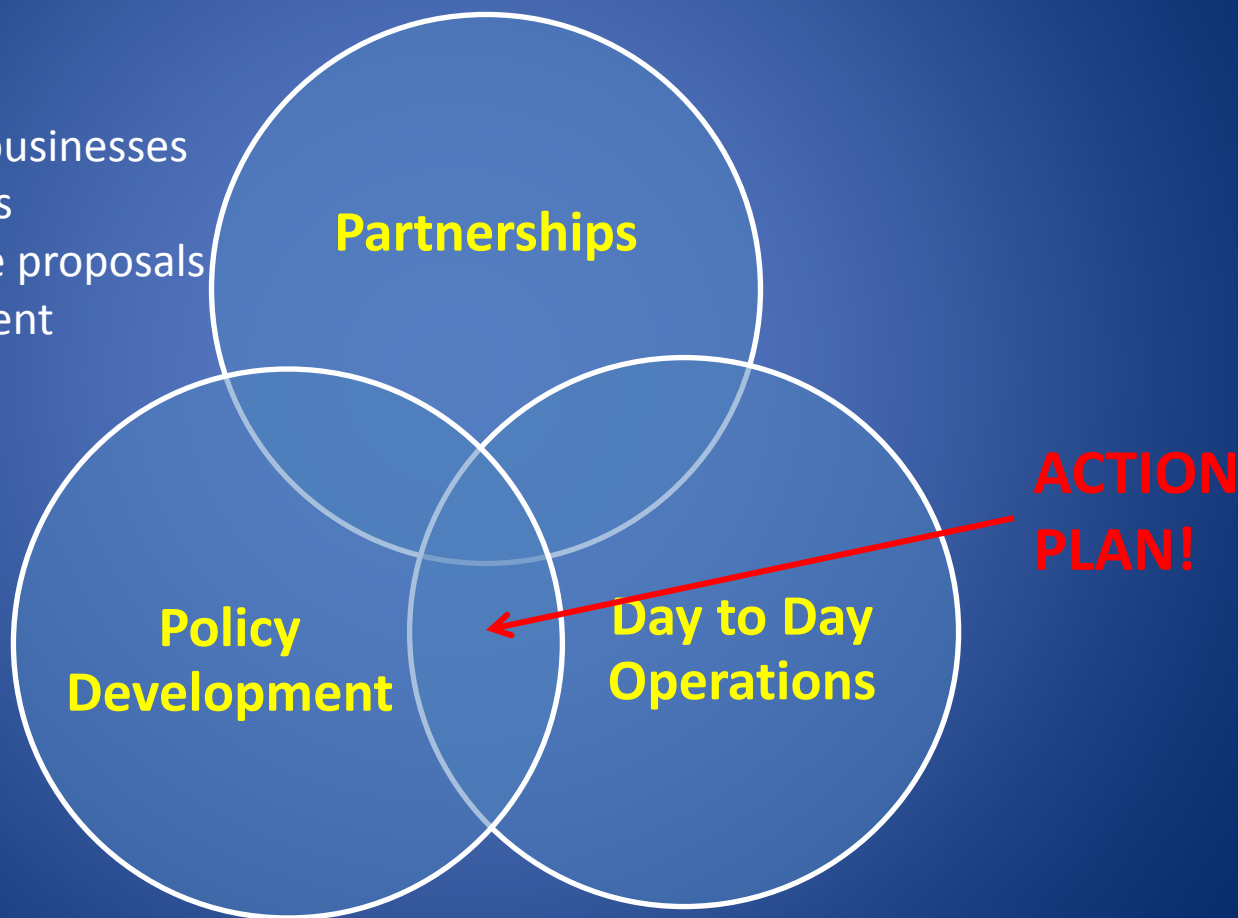 businesses
s
e proposals
ent
Partnerships
ACTION
PLAN!
Policy
Development
Day to Day
Operations